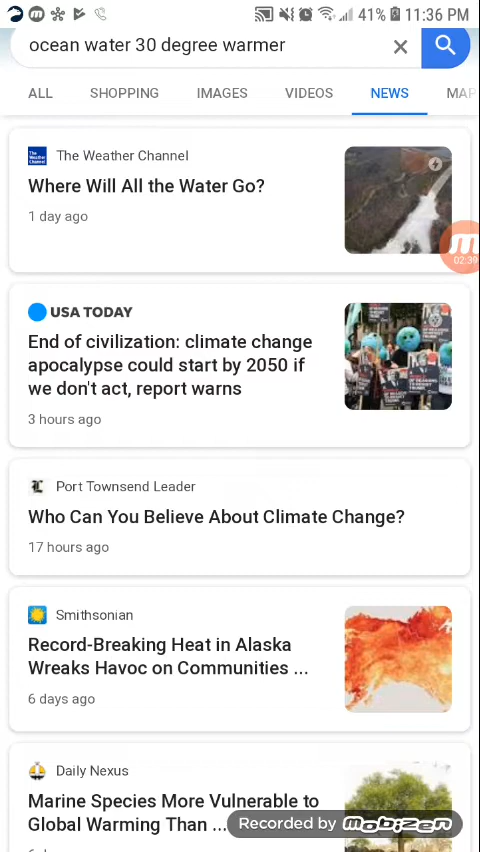 41% 11:36 PM
ocean water 30 degree warmer
ALL SHOPPING IMAGES VIDEOS NEWS MAP
The Weather Channel
Where Will All the Water Go?
1 day ago
02:39
USA TODAY
End of civilization: climate change
apocalypse could start by 2050 if
we don't act, report warns
3 hours ago
Port Townsend Leader
Who Can You Believe About Climate Change?
17 hours ago
Smithsonian
Record-Breaking Heat in Alaska
Wreaks Havoc on Communities ...
6 days ago
Daily Nexus
Marine Species More Vulnerable to
Global Warming Than ...
Recorded by mobizen